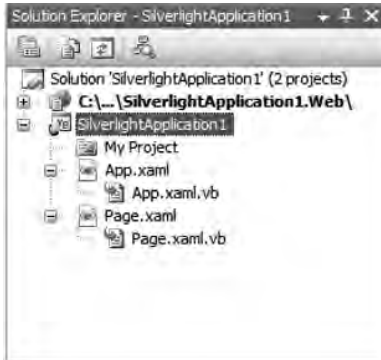 Solution Explorer - SilverlightApplication1
Solution 'SilverlightApplication1' (2 projects)
C:\...\SilverlightApplication1.Web\
SilverlightApplication1
My Project
App.xaml
App.xaml.vb
Page.xaml
Page.xaml.vb